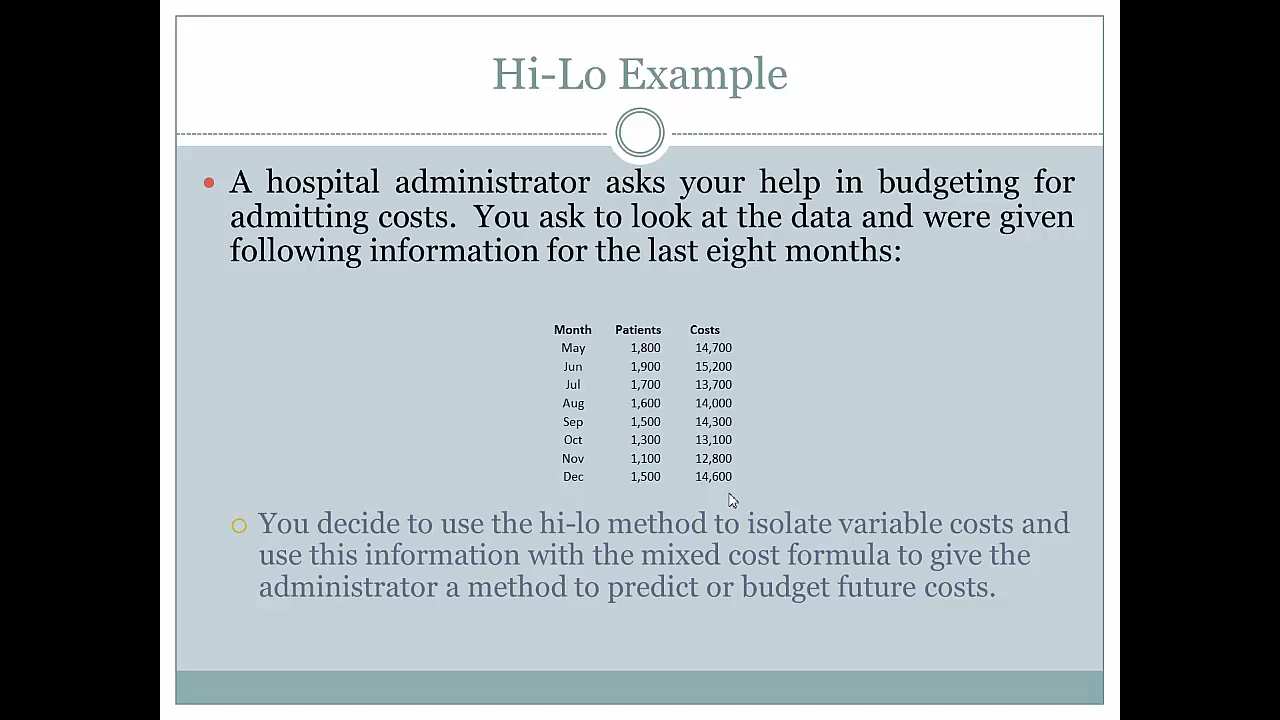 Hi-Lo Example
A hospital administrator asks your help in budgeting for
admitting costs. You ask to look at the data and were given
following information for the last eight months:
Month Patients Costs
May 1,800 14,700
Jun 1,900 15,200
Jul 1,700 13,700
Aug 1,600 14,000
Sep 1,500 14,300
Oct 1,300 13,100
Nov 1,100 12,800
Dec 1,500 14,600
You decide to use the hi-lo method to isolate variable costs and
use this information with the mixed cost formula to give the
administrator a method to predict or budget future costs.